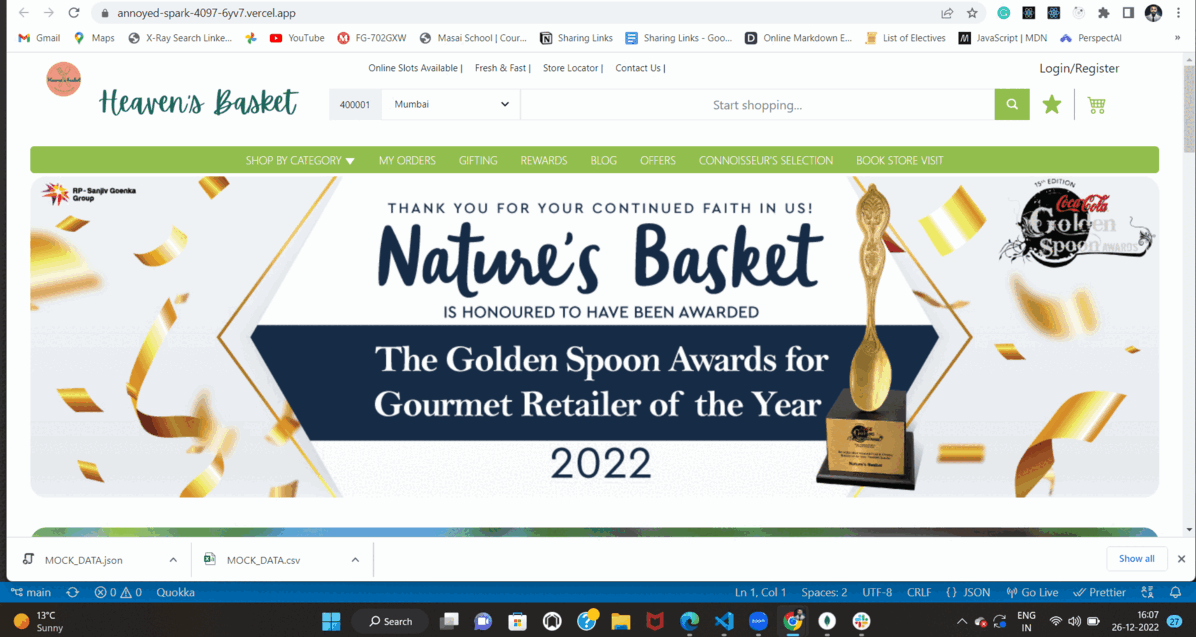 annoyed-spark-4097-6yv7.vercel.app
Gmail Maps X-Ray Search Linke... YouTube FG-702GXW Masai School | Cour... Sharing Links Sharing Links - Goo... Online Markdown E... List of Electives JavaScript | MDN PerspectAI »
Online Slots Available | Fresh & Fast | Store Locator | Contact Us | Login/Register
Heaven's Basket
Heaven's Basket 400001 Mumbai Start shopping...
SHOP BY CATEGORY ▼ MY ORDERS GIFTING REWARDS BLOG OFFERS CONNOISSEUR'S SELECTION BOOK STORE VISIT
RP-Sanjiv Goenka
Group
THANK YOU FOR YOUR CONTINUED FAITH IN US!
Nature's Basket
IS HONOURED TO HAVE BEEN AWARDED
The Golden Spoon Awards for
Gourmet Retailer of the Year
2022
15th EDITION
Coca-Cola
Golden
Spoon AWARDS
Nature's Basket
MOCK_DATA.json MOCK_DATA.csv Show all
main 0 0 Quokka Ln 1, Col 1 Spaces: 2 UTF-8 CRLF {} JSON Go Live Prettier
13°C
Sunny
Search
zoom
ENG
IN
16:07
26-12-2022
27